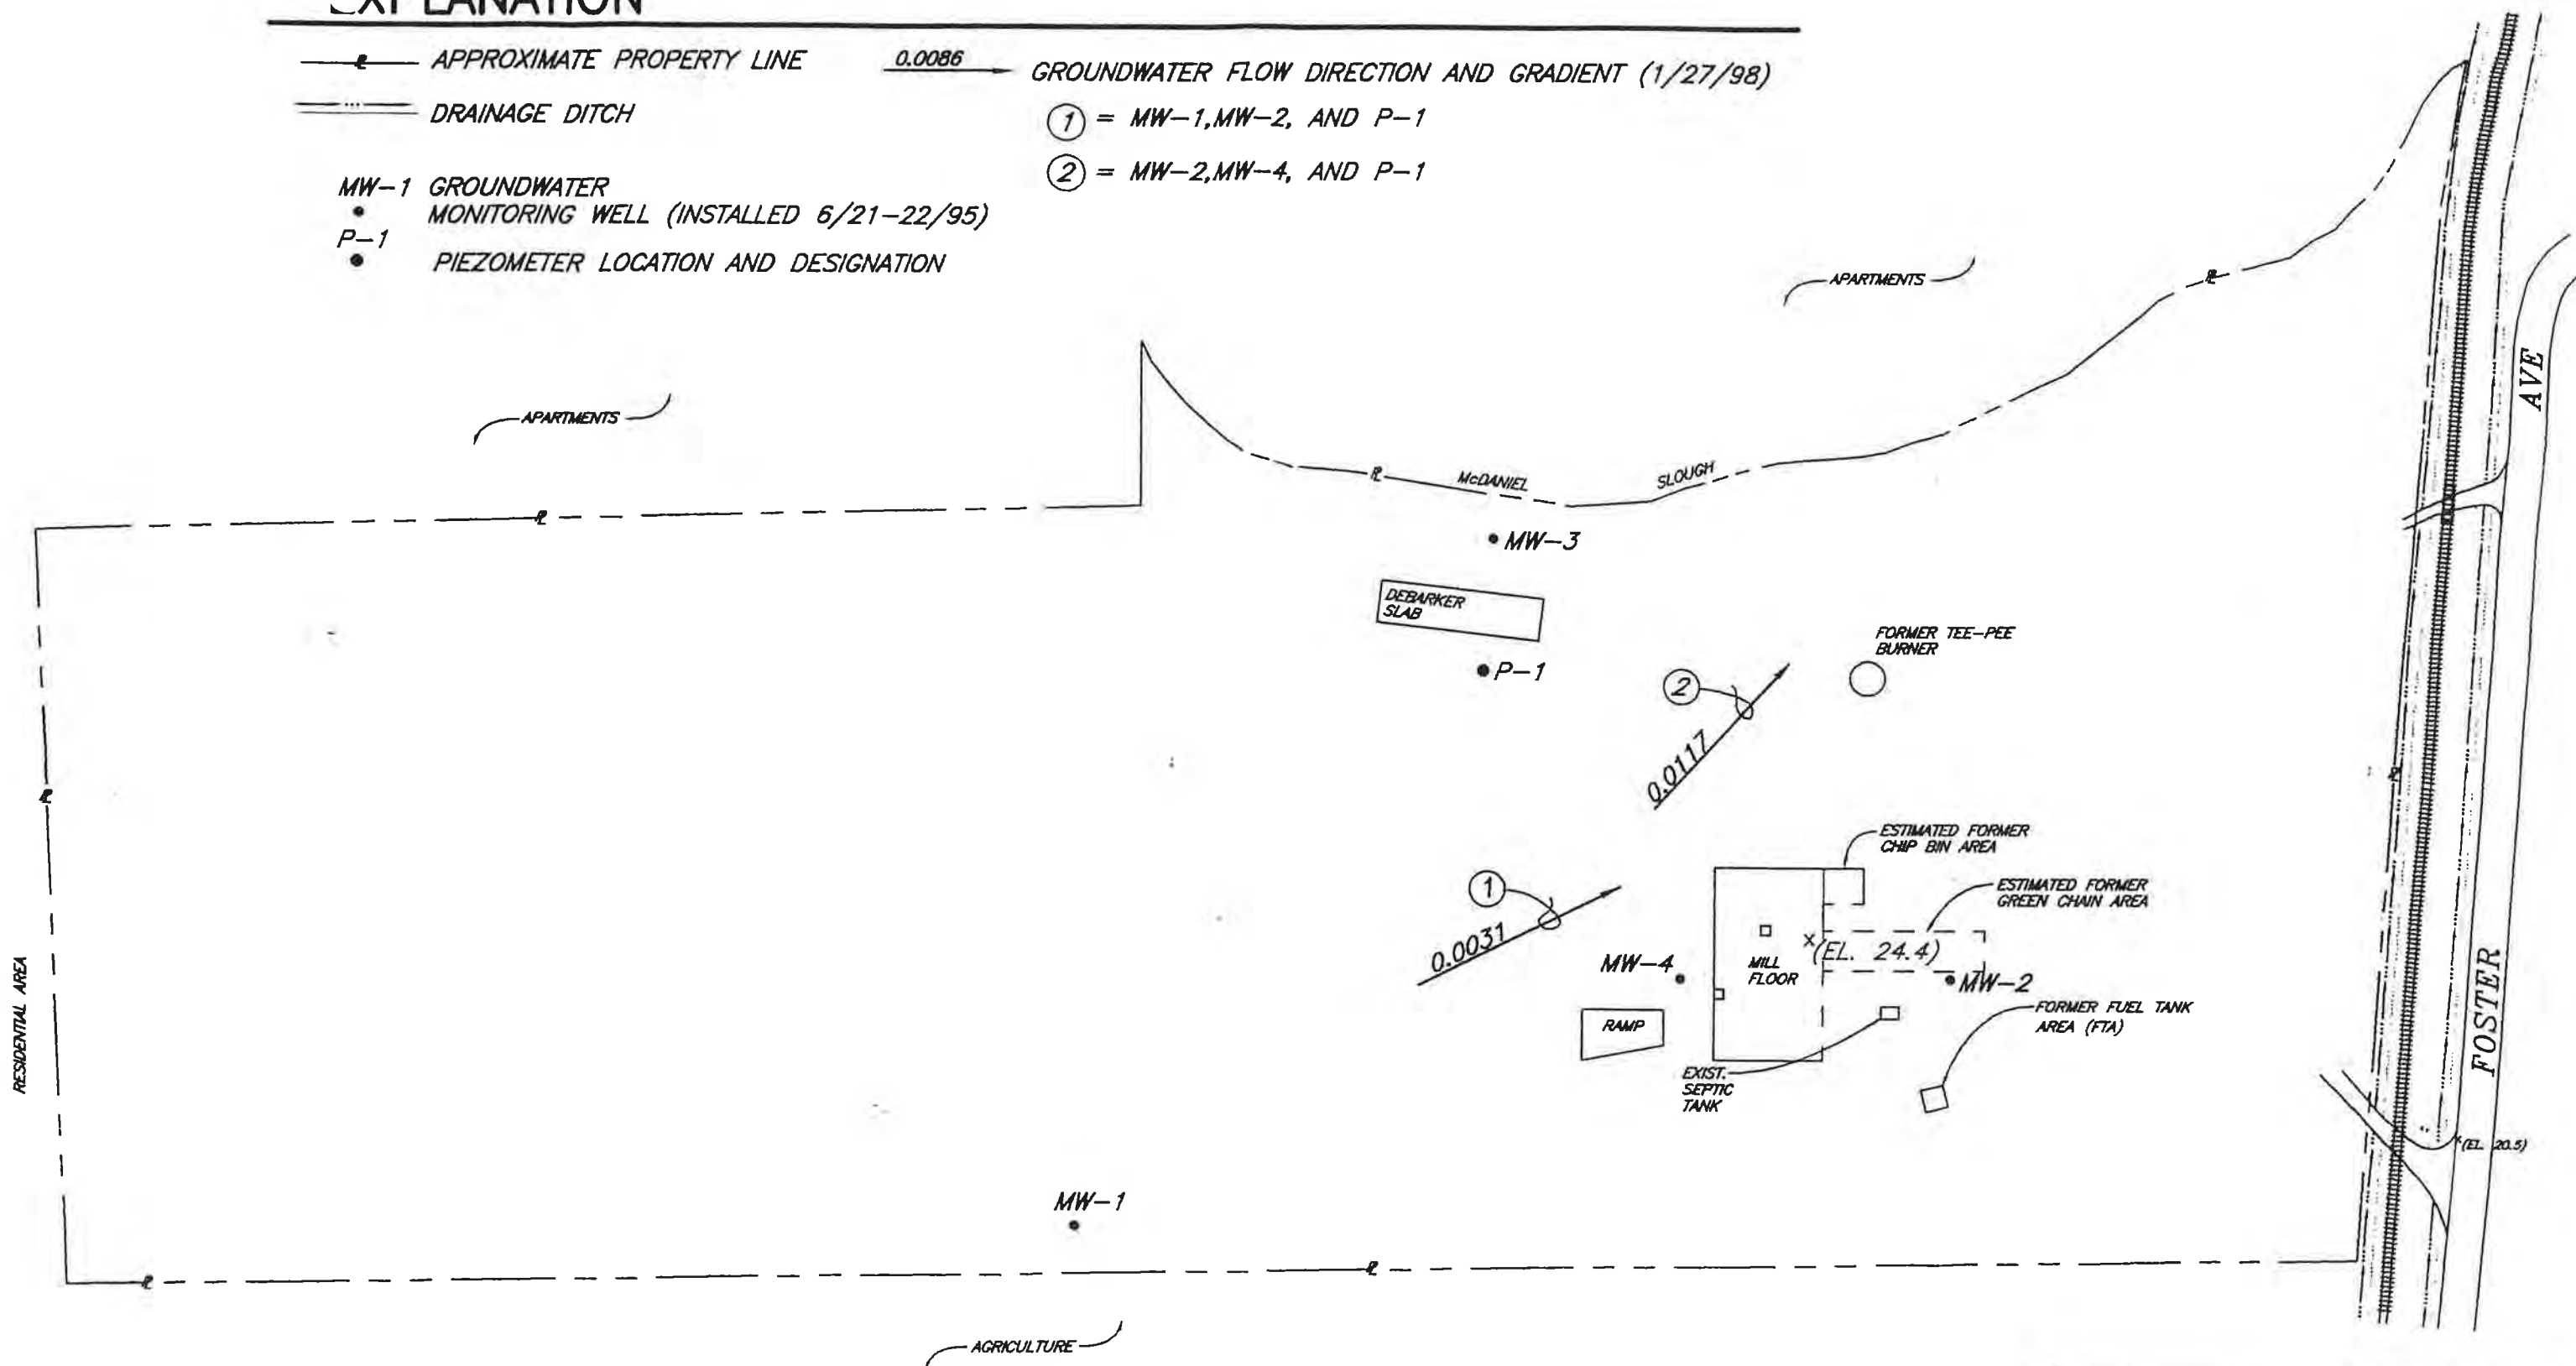 EXPLANATION
APPROXIMATE PROPERTY LINE
DRAINAGE DITCH
MW-1 GROUNDWATER
MONITORING WELL (INSTALLED 6/21-22/95)
P-1
PIEZOMETER LOCATION AND DESIGNATION
0.0086
GROUNDWATER FLOW DIRECTION AND GRADIENT (1/27/98)
1 = MW-1,MW-2, AND P-1
2 = MW-2,MW-4, AND P-1
APARTMENTS
APARTMENTS
McDANIEL
SLOUGH
AVE
MW-3
DEBARKER
SLAB
P-1
FORMER TEE-PEE
BURNER
2
0.0117
ESTIMATED FORMER
CHIP BIN AREA
1
0.0031
ESTIMATED FORMER
GREEN CHAIN AREA
MW-4
MILL
FLOOR
x(EL. 24.4)
MW-2
RAMP
FORMER FUEL TANK
AREA (FTA)
EXIST.
SEPTIC
TANK
FOSTER
x(EL. 20.5)
RESIDENTIAL AREA
MW-1
AGRICULTURE